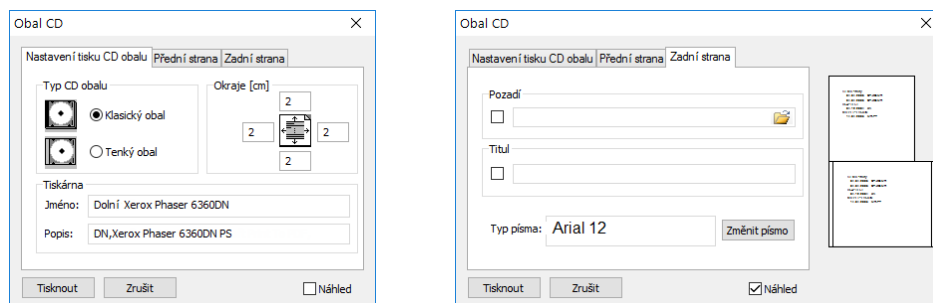 Obal CD
Nastavení tisku CD obalu Přední strana Zadní strana
Typ CD obalu
Klasický obal
Tenký obal
Okraje [cm]
2
2 2
2
Tiskárna
Jméno: Dolní Xerox Phaser 6360DN
Popis: DN,Xerox Phaser 6360DN PS
Tisknout Zrušit Náhled
Obal CD
Nastavení tisku CD obalu Přední strana Zadní strana
Pozadí
Titul
Typ písma: Arial 12 Změnit písmo
Tisknout Zrušit Náhled